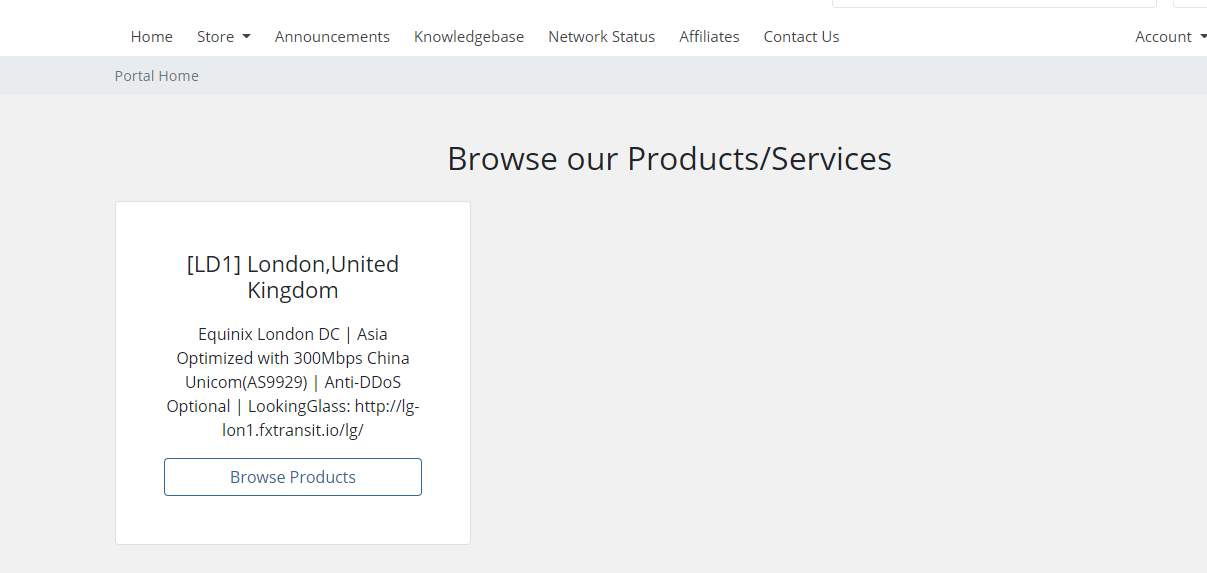 Home Store Announcements Knowledgebase Network Status Affiliates Contact Us Account
Portal Home
Browse our Products/Services
[LD1] London,United
Kingdom
Equinix London DC | Asia
Optimized with 300Mbps China
Unicom(AS9929) | Anti-DDoS
Optional | LookingGlass: http://lg-
lon1.fxtransit.io/lg/
Browse Products